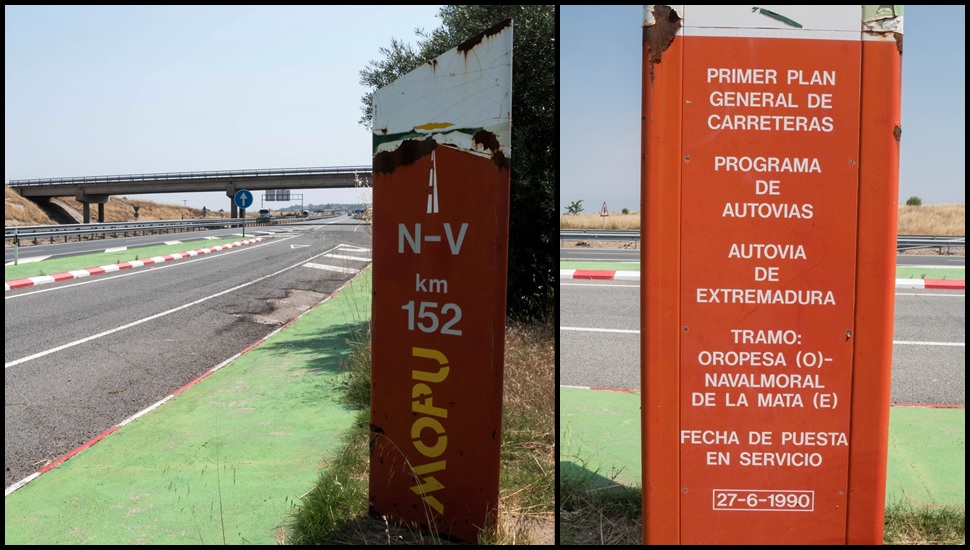 N-V
km
152
MOPU
PRIMER PLAN
GENERAL DE
CARRETERAS
PROGRAMA
DE
AUTOVIAS
AUTOVIA
DE
EXTREMADURA
TRAMO:
OROPESA (O)-
NAVALMORAL
DE LA MATA (E)
FECHA DE PUESTA
EN SERVICIO
27-6-1990